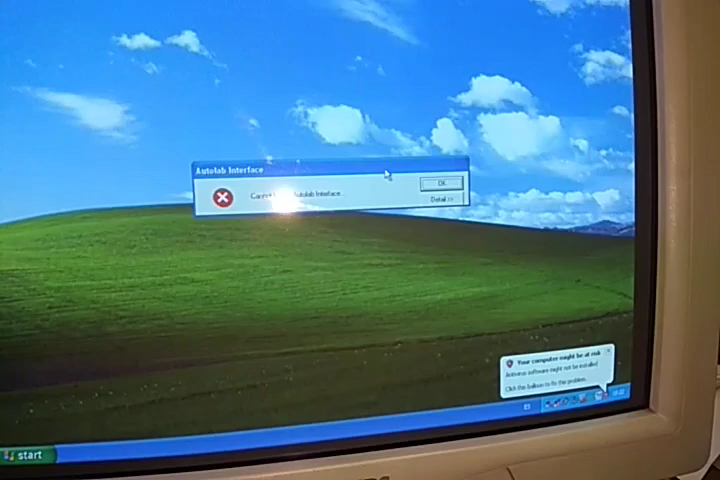 Autolab Interface
OK
Autolab Interface...
Detail >>
Your computer might be at risk
Antivirus software might not be installed
Click this balloon to fix this problem.
ES
start